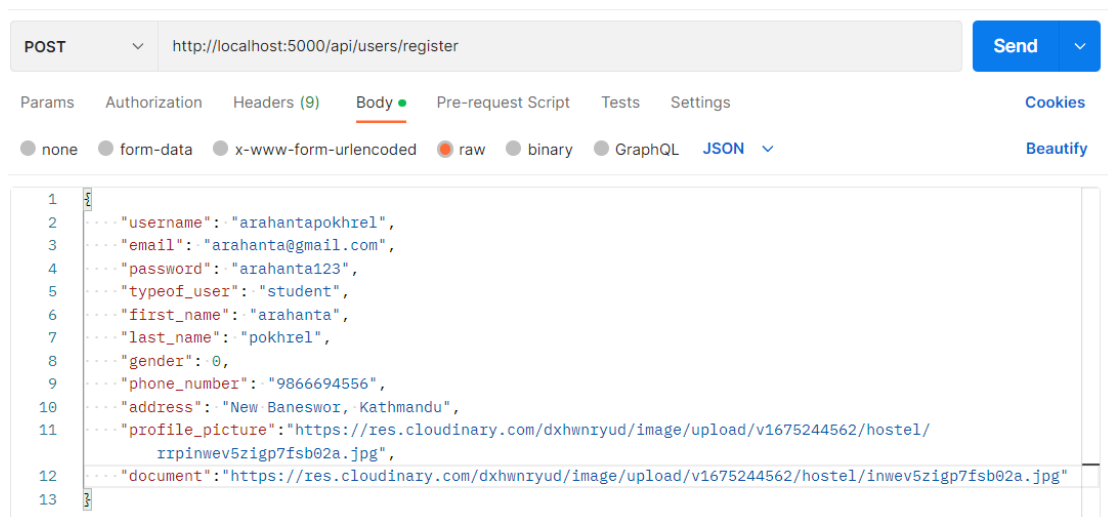 POST http://localhost:5000/api/users/register Send
Params Authorization Headers (9) Body Pre-request Script Tests Settings Cookies
none form-data x-www-form-urlencoded raw binary GraphQL JSON Beautify
1 {
2 "username": "arahantapokhrel",
3 "email": "arahanta@gmail.com",
4 "password": "arahanta123",
5 "typeof_user": "student",
6 "first_name": "arahanta",
7 "last_name": "pokhrel",
8 "gender": 0,
9 "phone_number": "9866694556",
10 "address": "New Baneswor, Kathmandu",
11 "profile_picture":"https://res.cloudinary.com/dxhwnryud/image/upload/v1675244562/hostel/
rrpinwev5zigp7fsb02a.jpg",
12 "document":"https://res.cloudinary.com/dxhwnryud/image/upload/v1675244562/hostel/inwev5zigp7fsb02a.jpg"
13 }